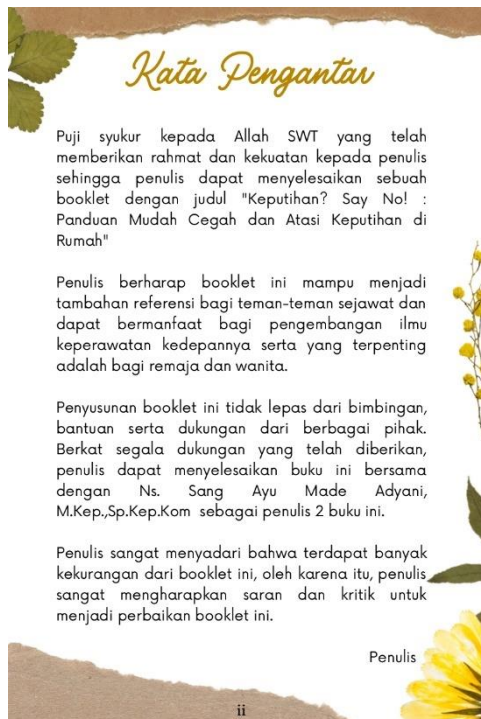 Kata Pengantar
Puji syukur kepada Allah SWT yang telah
memberikan rahmat dan kekuatan kepada penulis
sehingga penulis dapat menyelesaikan sebuah
booklet dengan judul "Keputihan? Say No! :
Panduan Mudah Cegah dan Atasi Keputihan di
Rumah"
Penulis berharap booklet ini mampu menjadi
tambahan referensi bagi teman-teman sejawat dan
dapat bermanfaat bagi pengembangan ilmu
keperawatan kedepannya serta yang terpenting
adalah bagi remaja dan wanita.
Penyusunan booklet ini tidak lepas dari bimbingan,
bantuan serta dukungan dari berbagai pihak.
Berkat segala dukungan yang telah diberikan,
penulis dapat menyelesaikan buku ini bersama
dengan Ns. Sang Ayu Made Adyani,
M.Kep.,Sp.Kep.Kom sebagai penulis 2 buku ini.
Penulis sangat menyadari bahwa terdapat banyak
kekurangan dari booklet ini, oleh karena itu, penulis
sangat mengharapkan saran dan kritik untuk
menjadi perbaikan booklet ini.
Penulis
ii